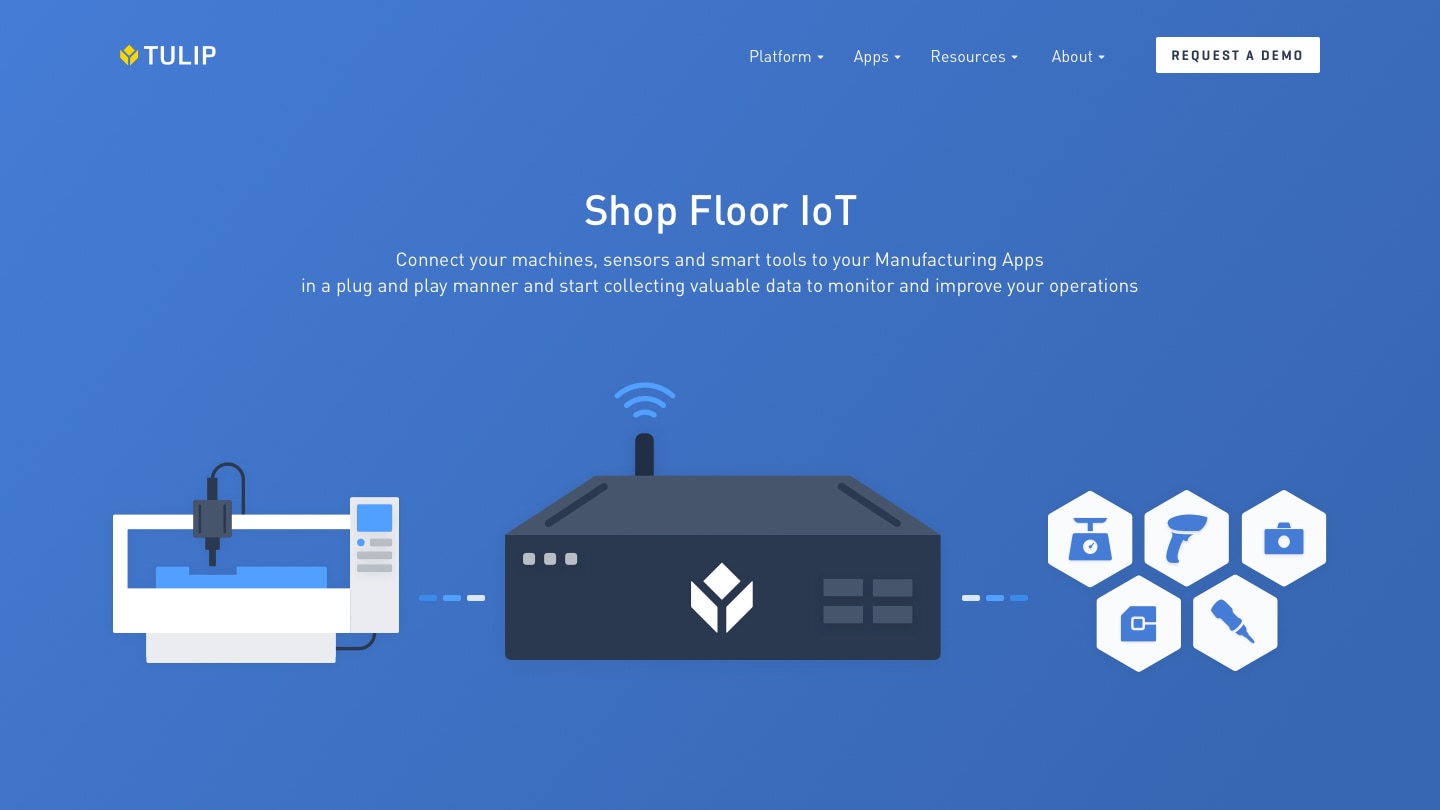 TULIP
Platform
Apps
Resources
About
REQUEST A DEMO
Shop Floor IoT
Connect your machines, sensors and smart tools to your Manufacturing Apps
in a plug and play manner and start collecting valuable data to monitor and improve your operations